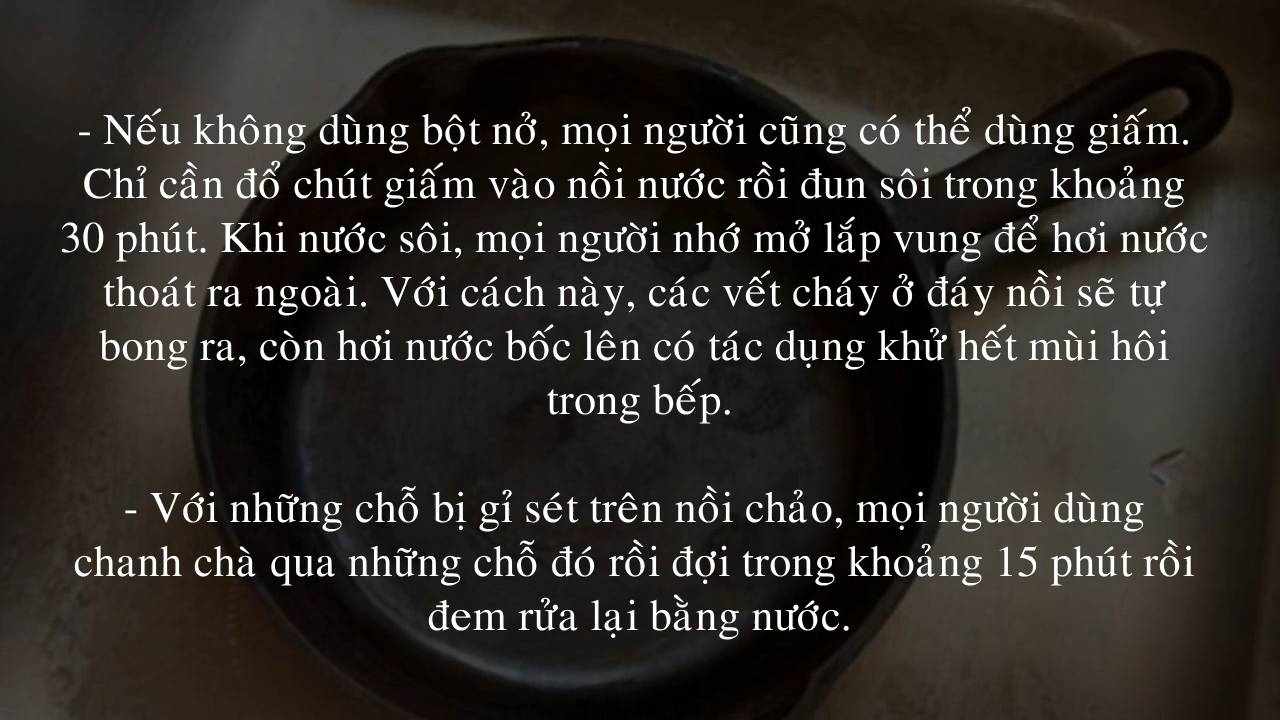 - Nếu không dùng bột nở, mọi người cũng có thể dùng giấm.
Chỉ cần đổ chút giấm vào nồi nước rồi đun sôi trong khoảng
30 phút. Khi nước sôi, mọi người nhớ mở lắp vung để hơi nước
thoát ra ngoài. Với cách này, các vết cháy ở đáy nồi sẽ tự
bong ra, còn hơi nước bốc lên có tác dụng khử hết mùi hôi
trong bếp.
- Với những chỗ bị gỉ sét trên nồi chảo, mọi người dùng
chanh chà qua những chỗ đó rồi đợi trong khoảng 15 phút rồi
đem rửa lại bằng nước.